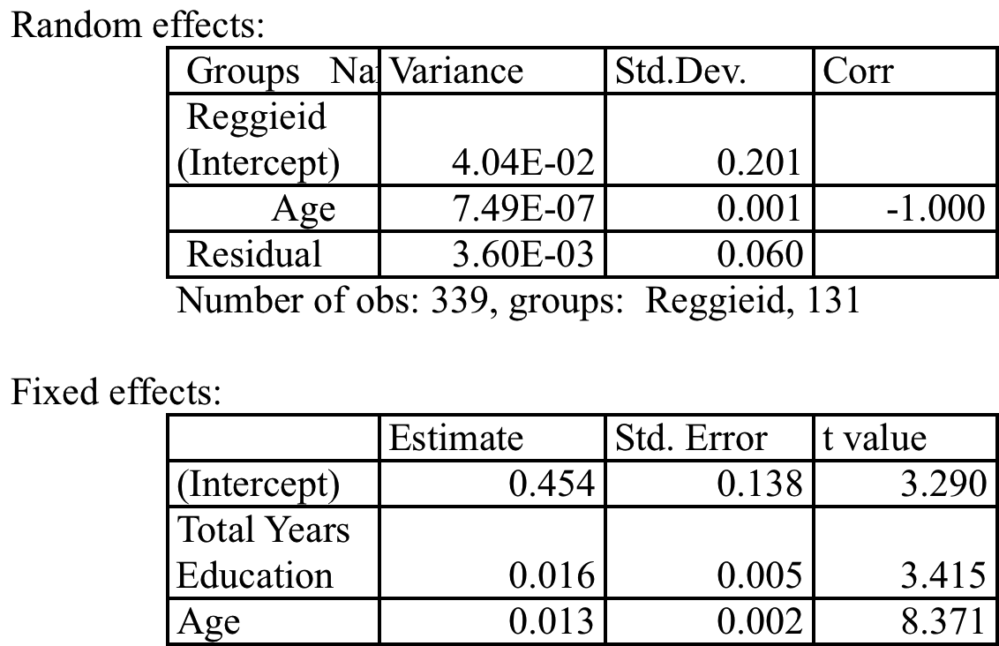 Random effects:
Groups Na Variance Std.Dev. Corr
Reggieid
(Intercept) 4.04E-02 0.201
Age 7.49E-07 0.001 -1.000
Residual 3.60E-03 0.060
Number of obs: 339, groups: Reggieid, 131
Fixed effects:
Estimate Std. Error t value
(Intercept) 0.454 0.138 3.290
Total Years
Education 0.016 0.005 3.415
Age 0.013 0.002 8.371